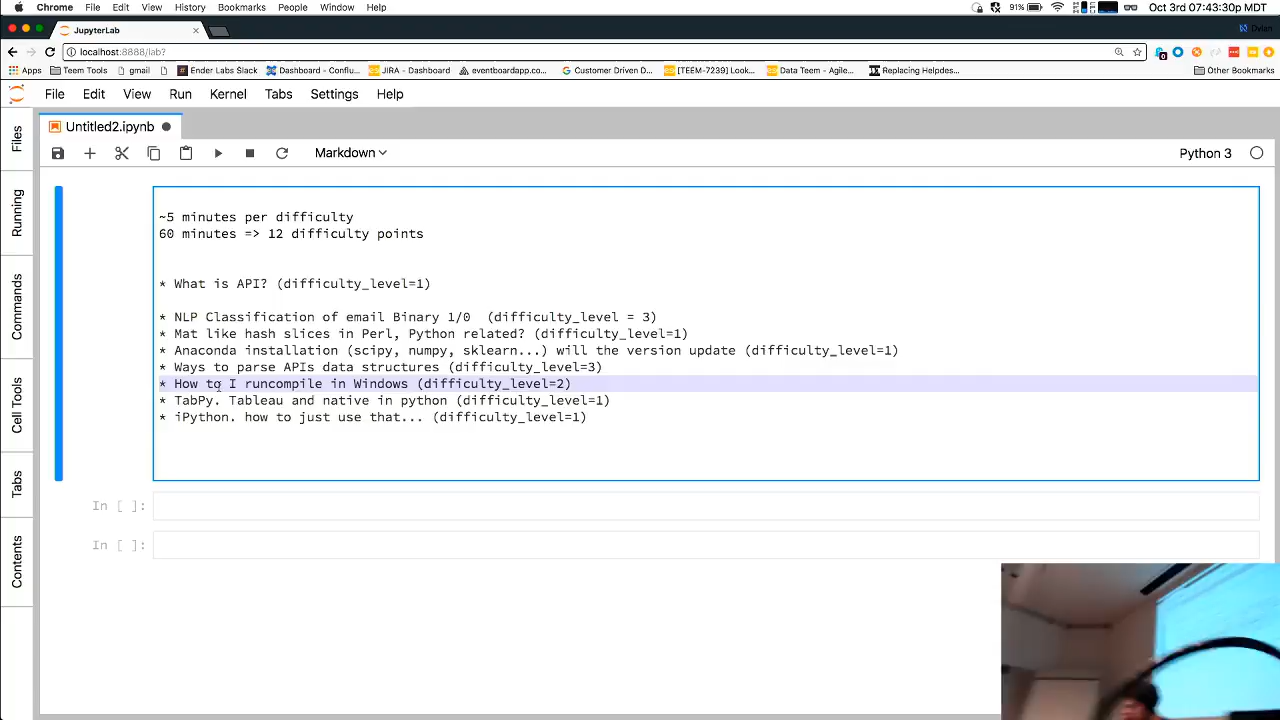 Chrome File Edit View History Bookmarks People Window Help 91% Oct 3rd 07:43:30p MDT
JupyterLab Dylan
localhost:8888/lab?
Apps Teem Tools gmail Ender Labs Slack Dashboard - Conflu... JIRA - Dashboard eventboardapp.co... Customer Driven D... [TEEM-7239] Look... Data Teem - Agile... Replacing Helpdes... Other Bookmarks
File Edit View Run Kernel Tabs Settings Help
Untitled2.ipynb
Markdown Python 3
Files
Running
Commands
Cell Tools
Tabs
Contents
~5 minutes per difficulty
60 minutes => 12 difficulty points
* What is API? (difficulty_level=1)
* NLP Classification of email Binary 1/0  (difficulty_level = 3)
* Mat like hash slices in Perl, Python related? (difficulty_level=1)
* Anaconda installation (scipy, numpy, sklearn...) will the version update (difficulty_level=1)
* Ways to parse APIs data structures (difficulty_level=3)
* How to I runcompile in Windows (difficulty_level=2)
* TabPy. Tableau and native in python (difficulty_level=1)
* iPython. how to just use that... (difficulty_level=1)
In [ ]:
In [ ]: